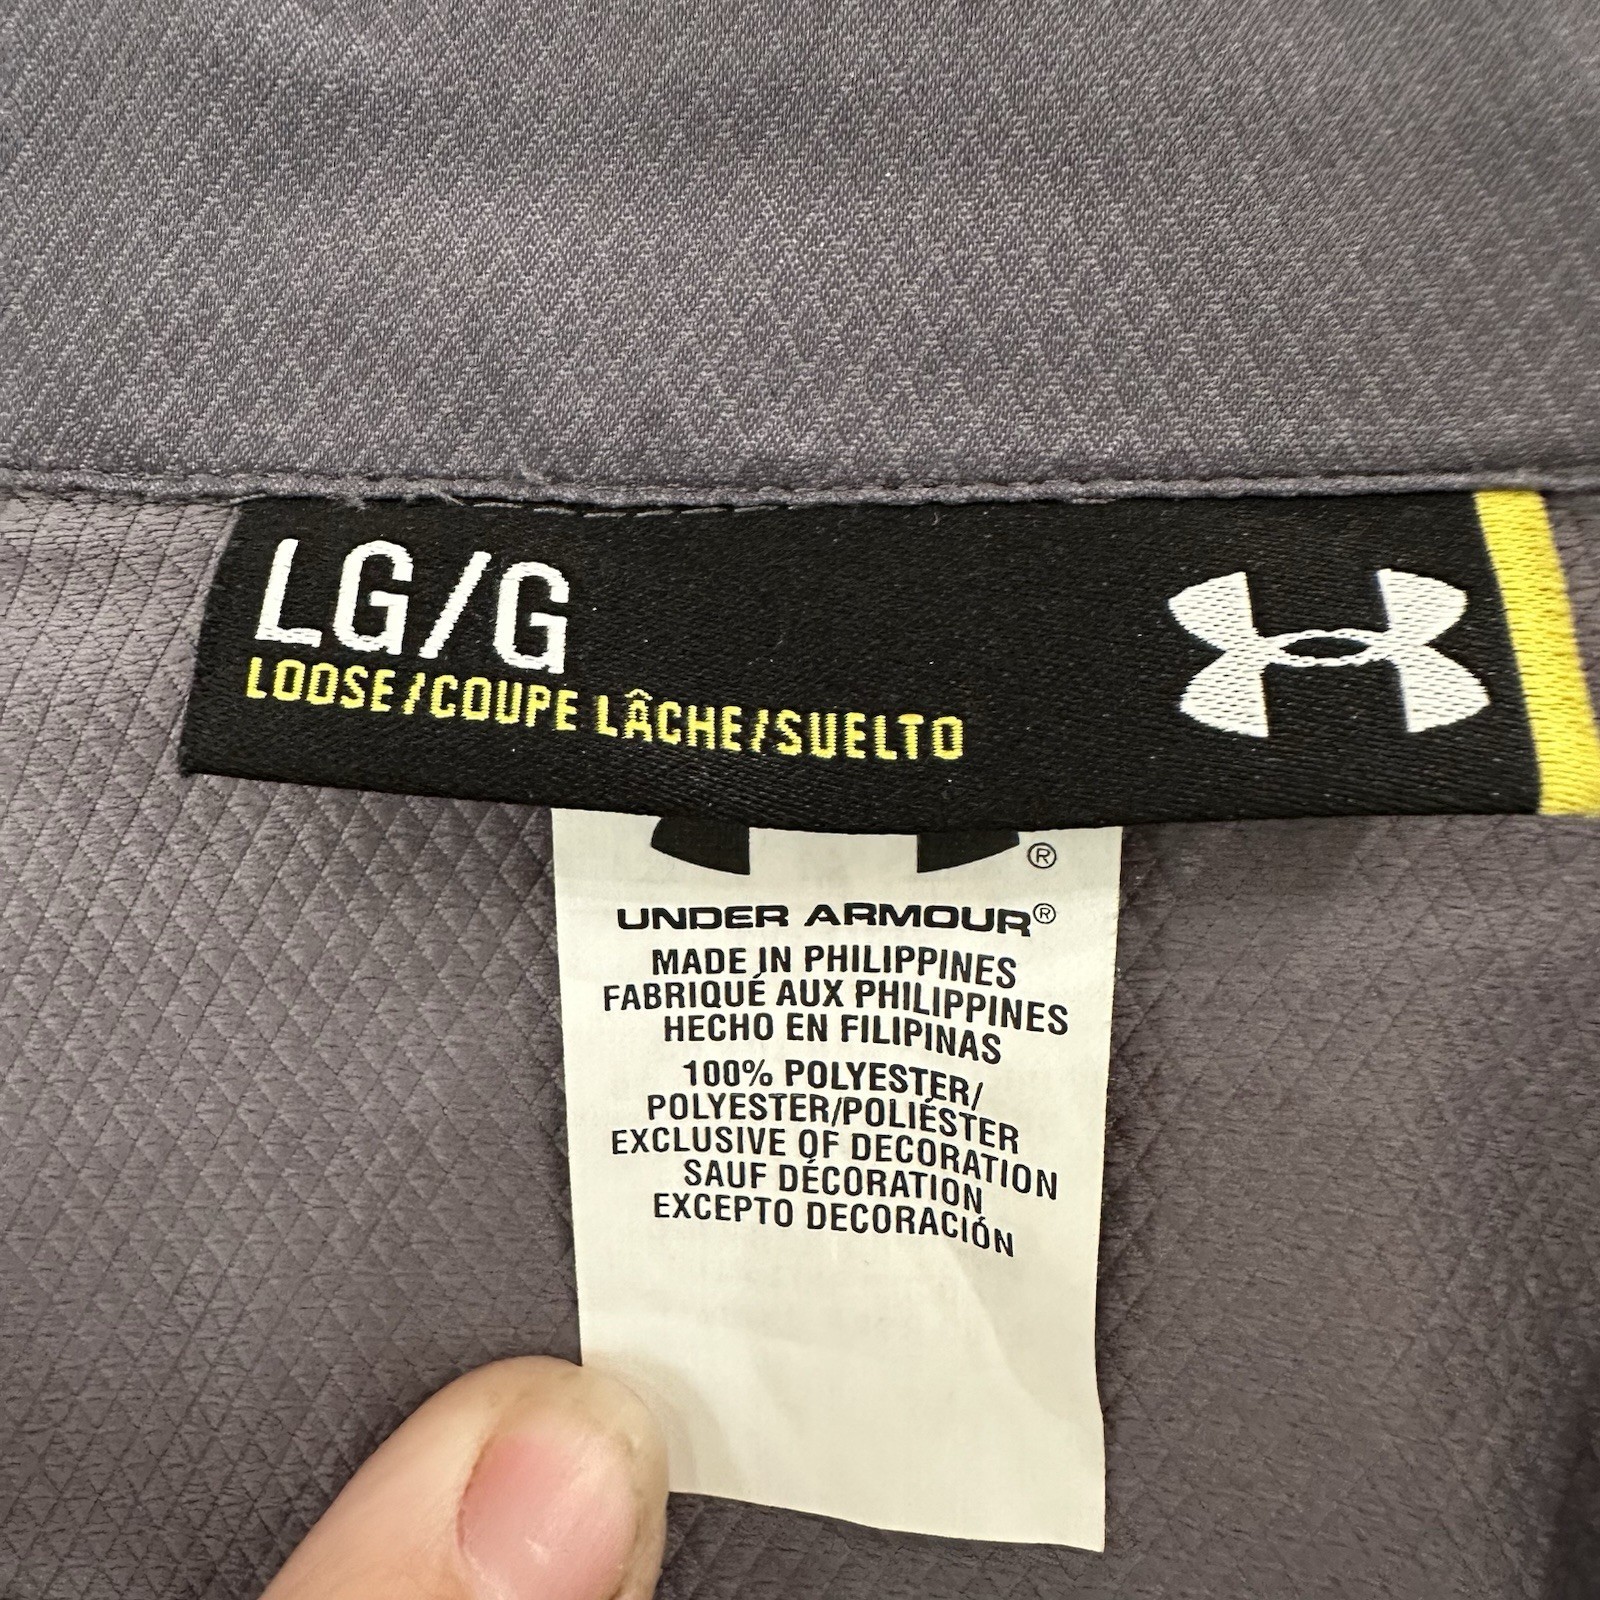 LG/G
LOOSE/COUPE LÂCHE/SUELTO
®
UNDER ARMOUR®
MADE IN PHILIPPINES
FABRIQUÉ AUX PHILIPPINES
HECHO EN FILIPINAS
100% POLYESTER/
POLYESTER/POLIÉSTER
EXCLUSIVE OF DECORATION
SAUF DÉCORATION
EXCEPTO DECORACIÓN